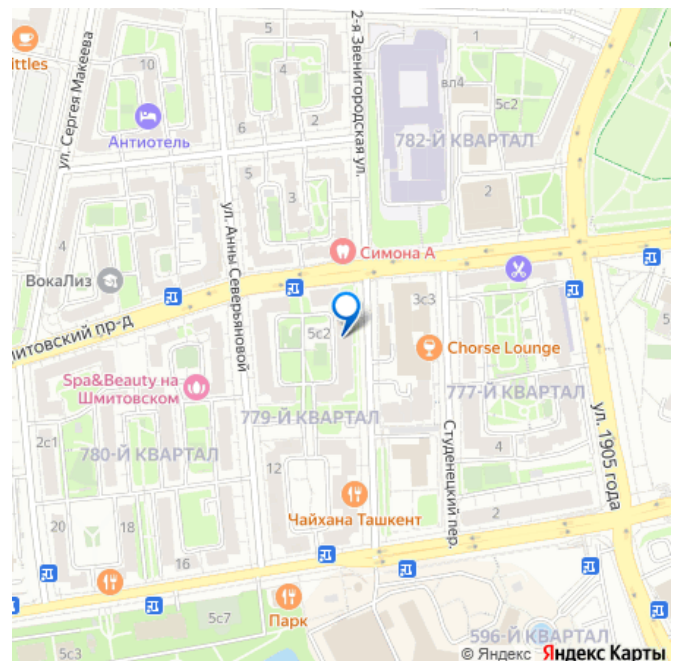 ittles
ул. Сергея Макеева
10
Антиотель
5
4
6
2
2-я Звенигородская ул.
вл4
1
5с2
782-Й КВАРТАЛ
2
5
3
4
ВокаЛиз
ул. Анны Северьяновой
Симона А
митовский пр-д
5с2
3с3
Chorse Lounge
5
Spa&Beauty на
Шмитовском
779-Й КВАРТАЛ
777-Й КВАРТАЛ
ул. 1905 года
2с1
780-Й КВАРТАЛ
12
4
Студенецкий пер.
Чайхана Ташкент
20
18
16
2
5с7
Парк
5с3
596-Й КВАРТАЛ
© Яндекс Яндекс Карты